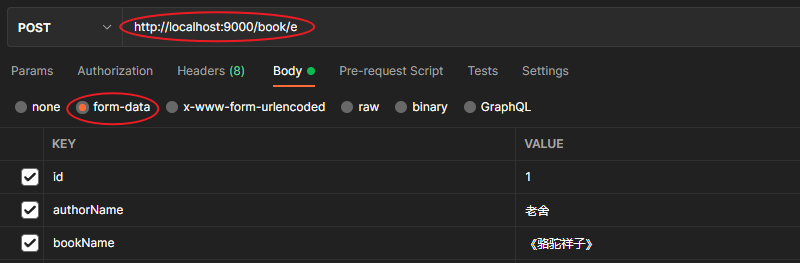 POST http://localhost:9000/book/e
Params Authorization Headers (8) Body Pre-request Script Tests Settings
none form-data x-www-form-urlencoded raw binary GraphQL
KEY VALUE
id 1
authorName 老舍
bookName 《骆驼祥子》